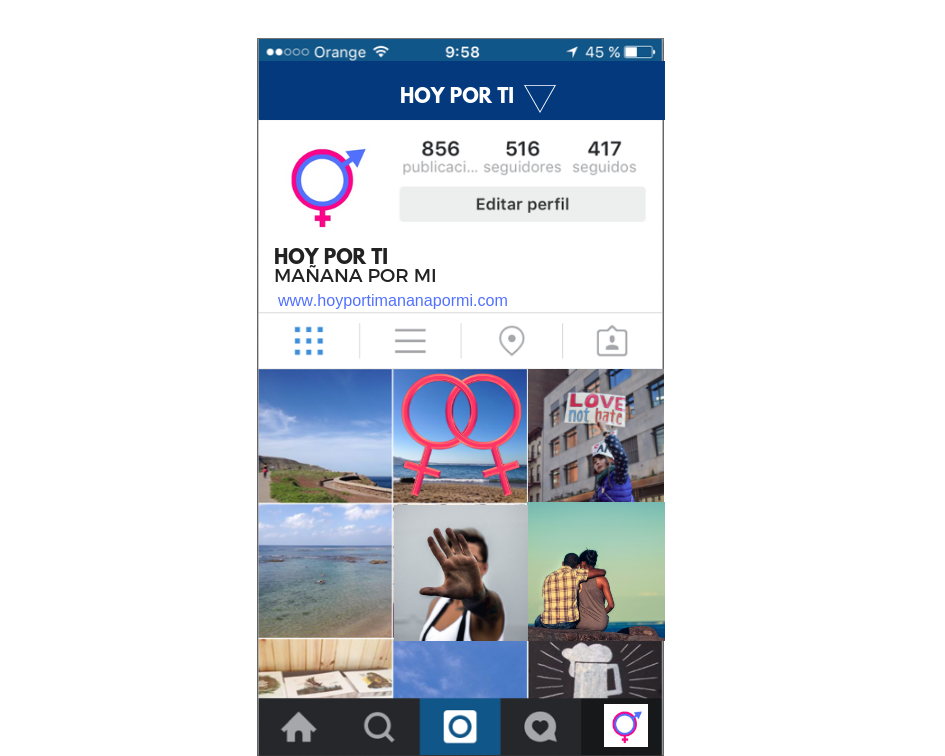 Orange 9:58 45 %
HOY POR TI
856 516 417
publicaci... seguidores seguidos
Editar perfil
HOY POR TI
MAÑANA POR MI
www.hoyportimananapormi.com
LOVE
not hate